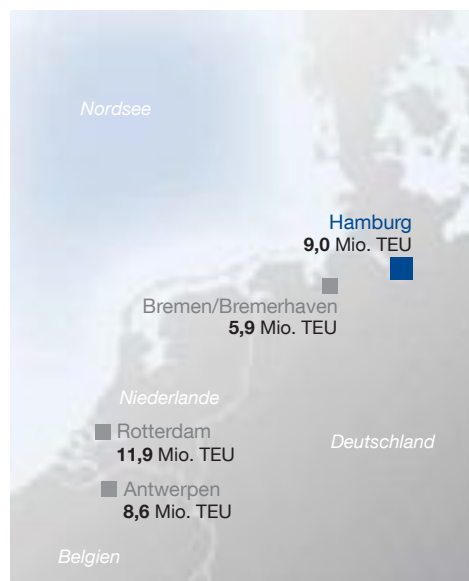 Nordsee
Hamburg
9,0 Mio. TEU
Bremen/Bremerhaven
5,9 Mio. TEU
Niederlande
Rotterdam
11,9 Mio. TEU
Deutschland
Antwerpen
8,6 Mio. TEU
Belgien